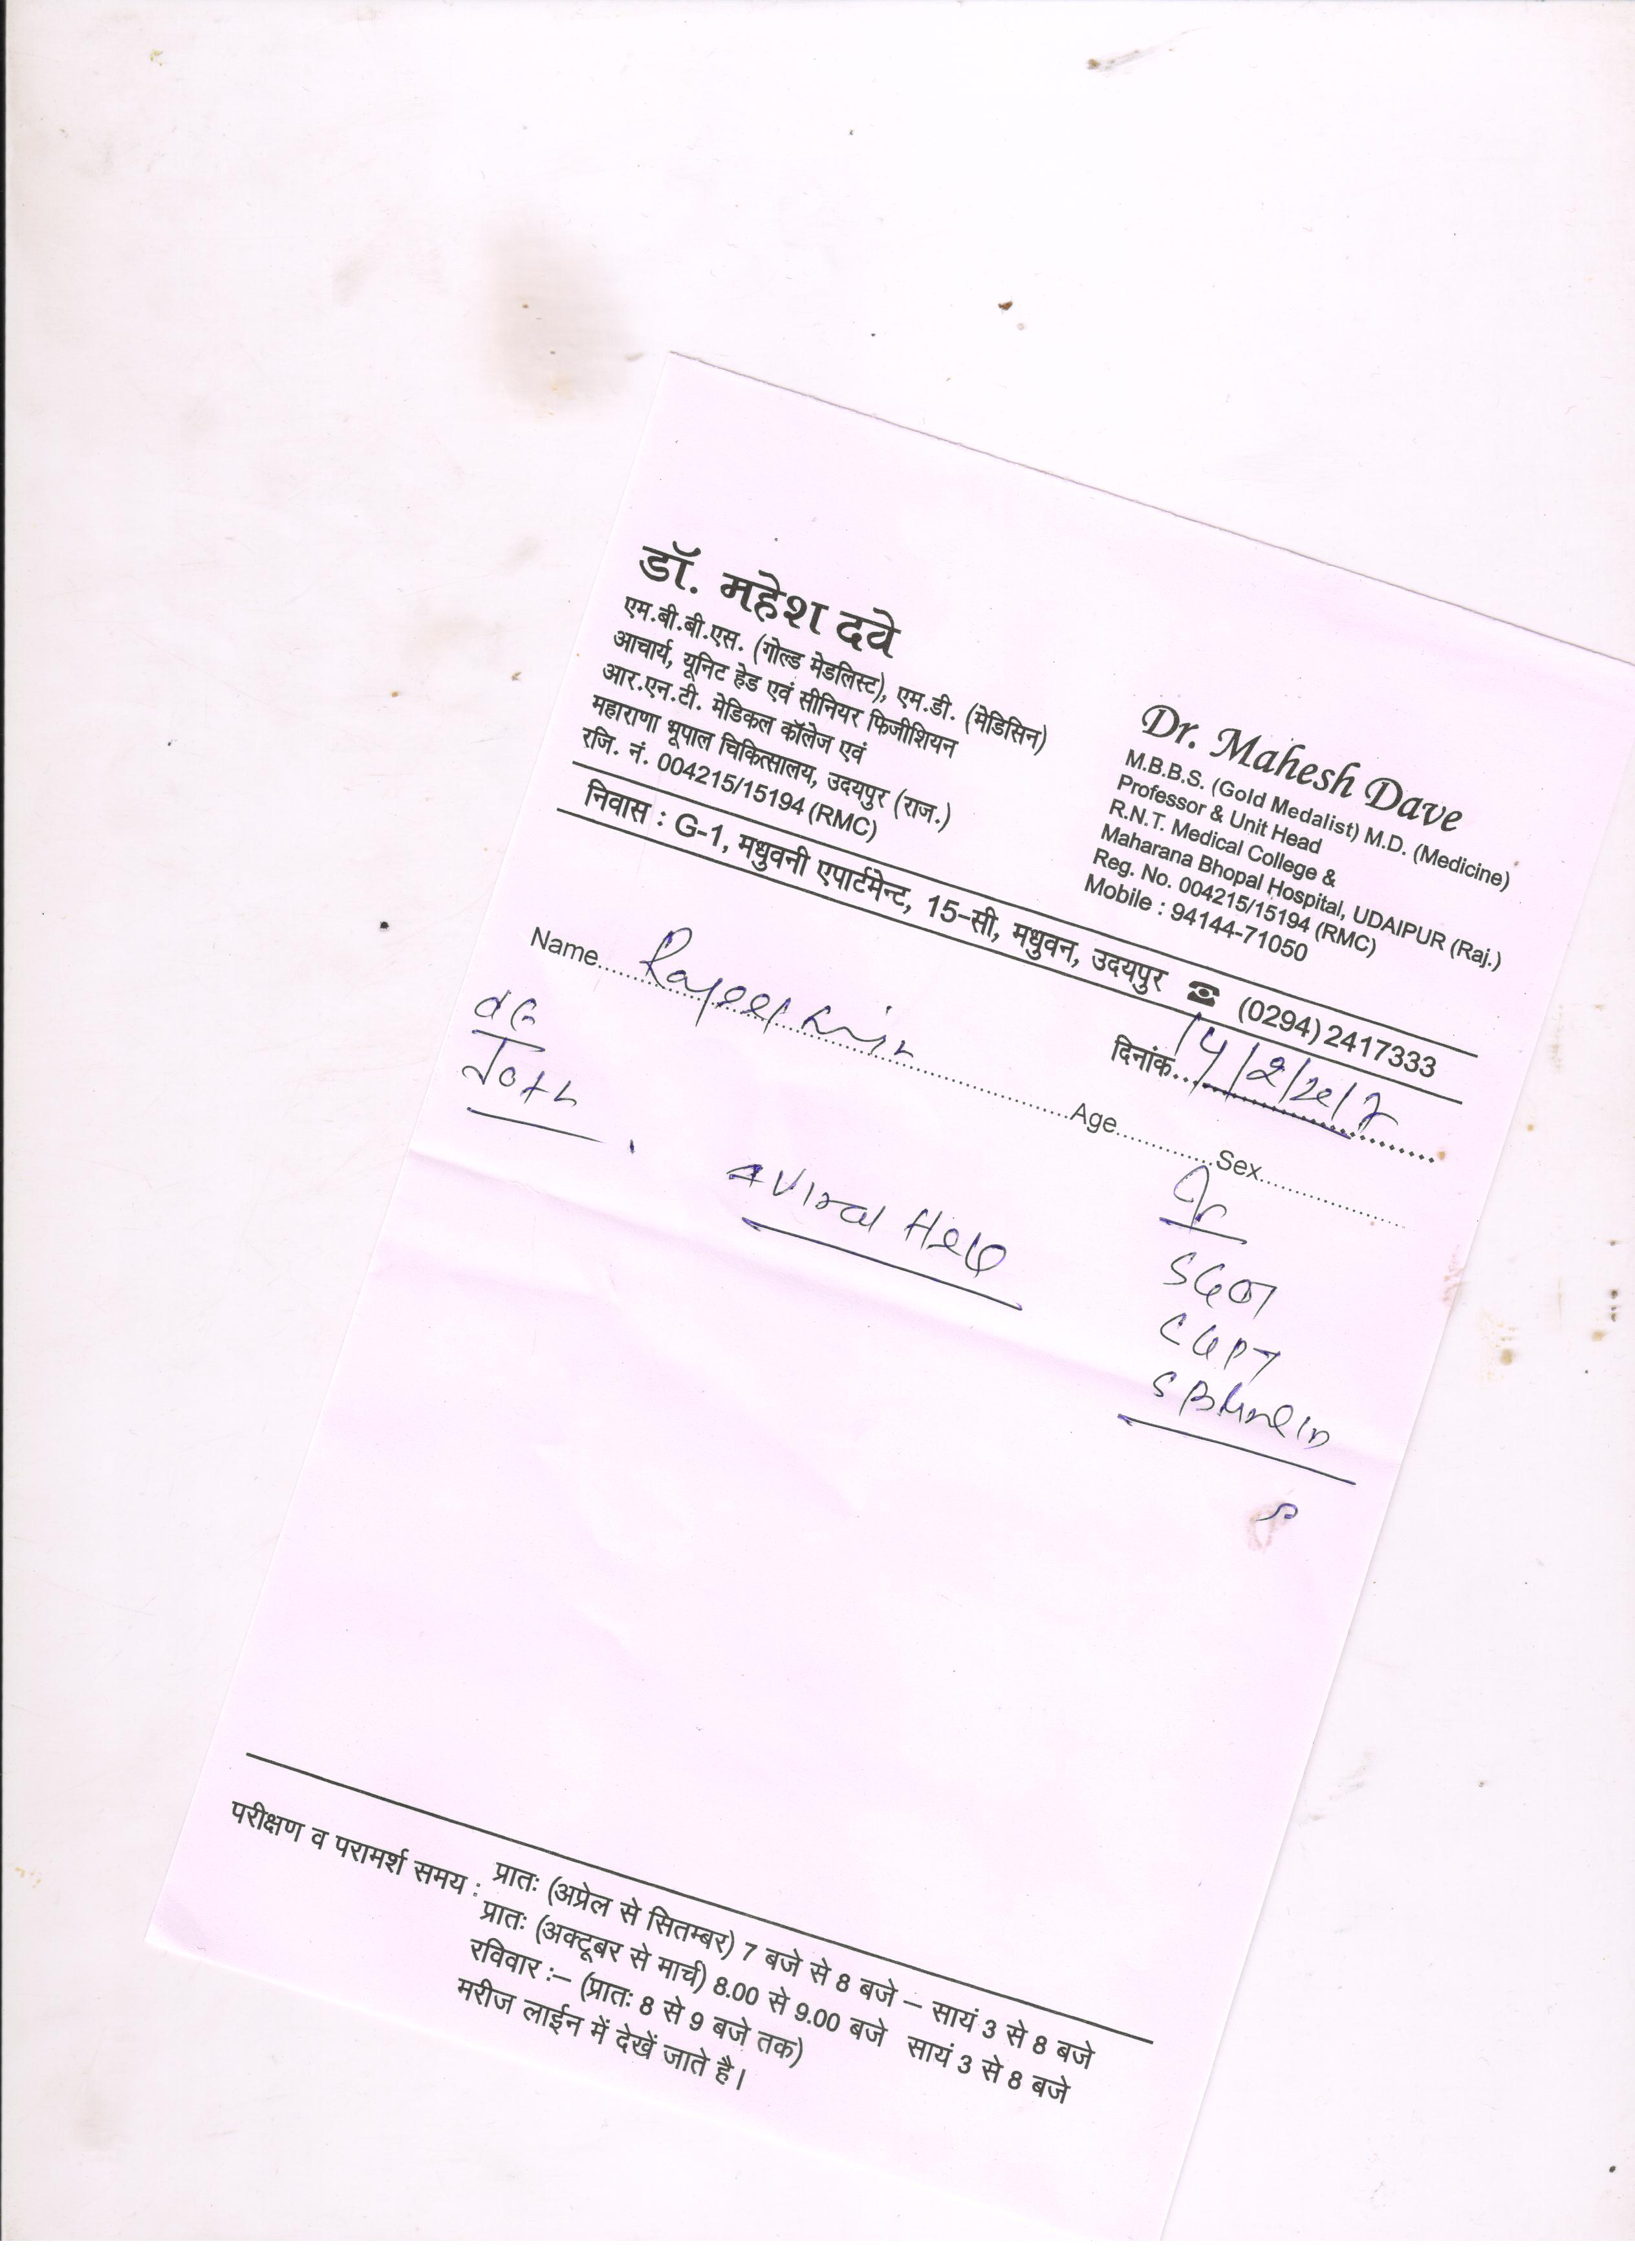 डॉ. महेश दवे
एम.बी.बी.एस. (गोल्ड मेडलिस्ट), एम.डी. (मेडिसिन)
आचार्य, यूनिट हेड एवं सीनियर फिजीशियन
आर.एन.टी. मेडिकल कॉलेज एवं
महाराणा भूपाल चिकित्सालय, उदयपुर (राज.)
रजि. नं. 004215/15194 (RMC)
Dr. Mahesh Dave
M.B.B.S. (Gold Medalist) M.D. (Medicine)
Professor & Unit Head
R.N.T. Medical College &
Maharana Bhopal Hospital, UDAIPUR (Raj.)
Reg. No. 004215/15194 (RMC)
Mobile : 94144-71050
निवास : G-1, मधुवनी एपार्टमेन्ट, 15-सी, मधुवन, उदयपुर ☎ (0294) 2417333
दिनांक 14/2/2017
Name Age Sex
Viral Hep
SGOT
SGPT
S Bilirubin
परीक्षण व परामर्श समय : प्रातः (अप्रेल से सितम्बर) 7 बजे से 8 बजे – सायं 3 से 8 बजे
प्रातः (अक्टूबर से मार्च) 8.00 से 9.00 बजे सायं 3 से 8 बजे
रविवार :– (प्रातः 8 से 9 बजे तक)
मरीज लाईन में देखें जाते है।